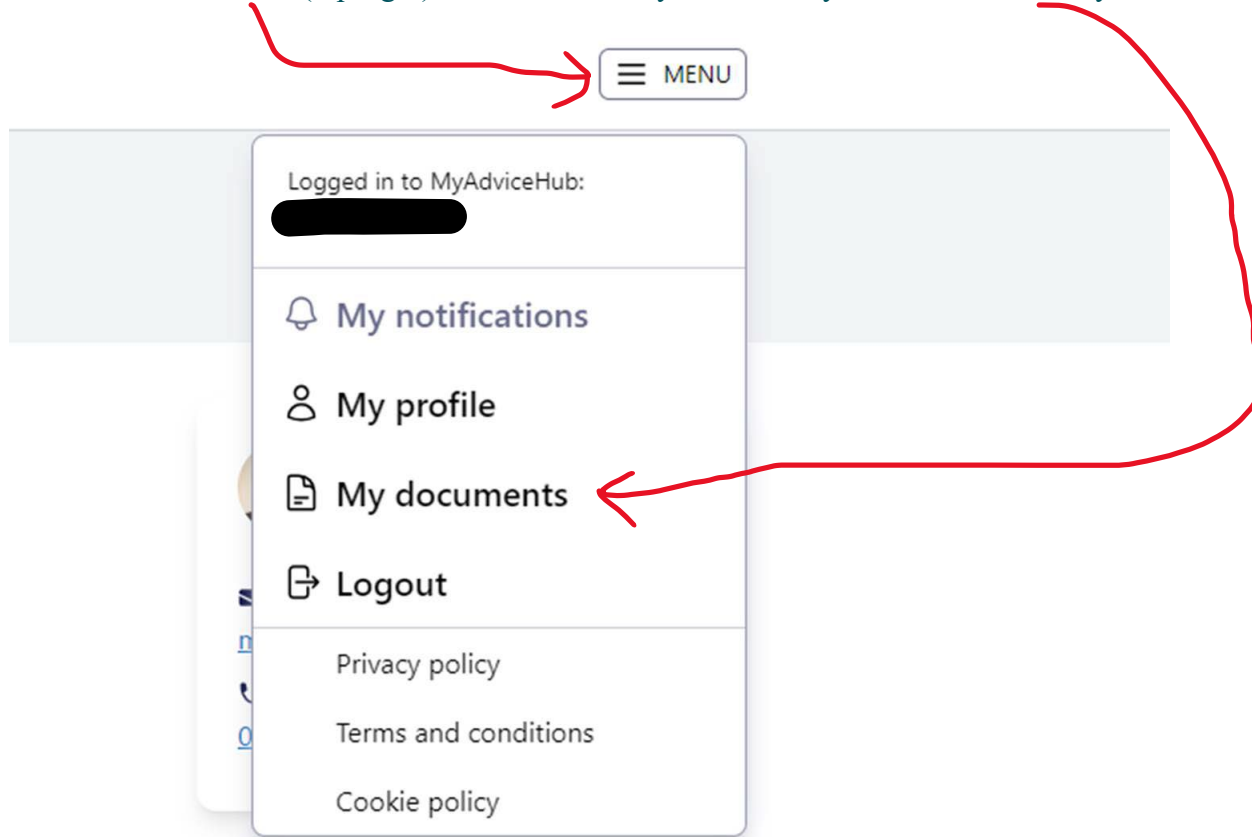 MENU
Logged in to MyAdviceHub:
My notifications
My profile
My documents
Logout
Privacy policy
Terms and conditions
Cookie policy